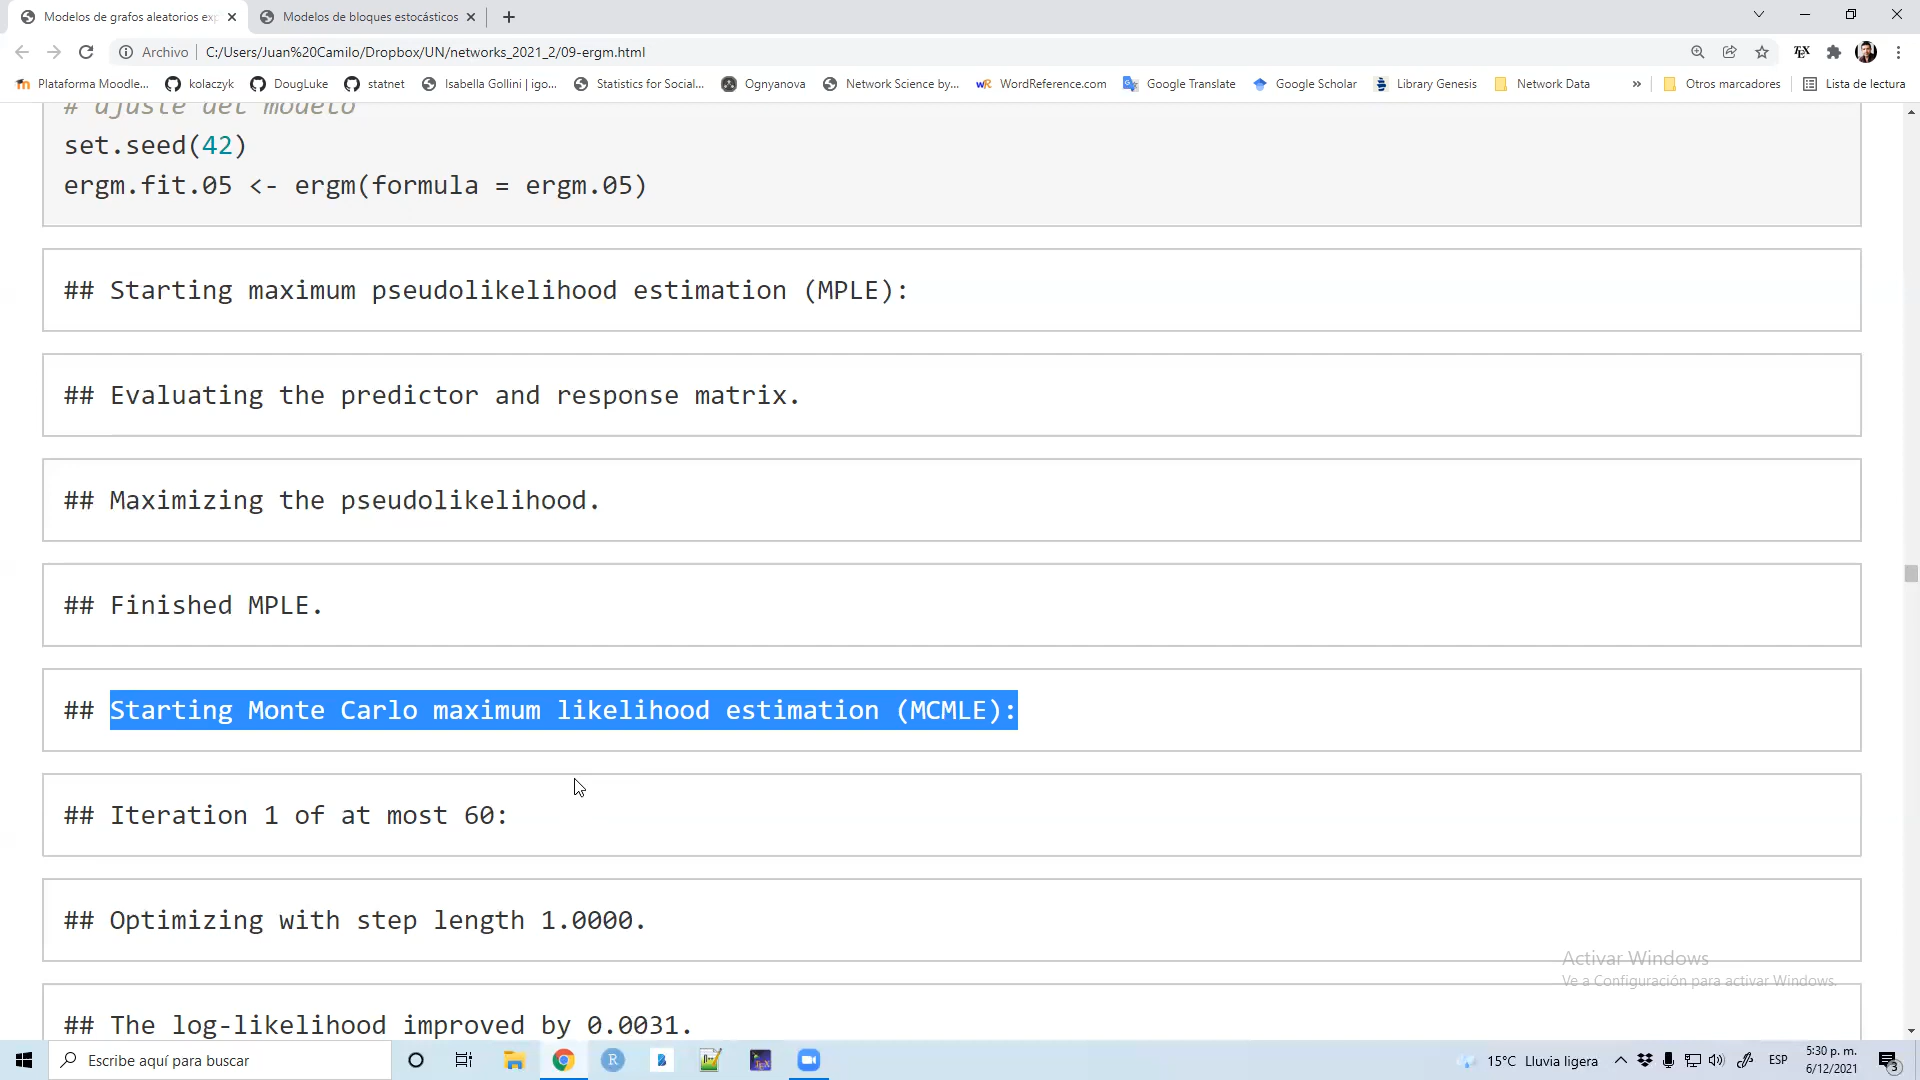 Modelos de grafos aleatorios exp
Modelos de bloques estocásticos
Archivo
C:/Users/Juan%20Camilo/Dropbox/UN/networks_2021_2/09-ergm.html
Plataforma Moodle...
kolaczyk
DougLuke
statnet
Isabella Gollini | igo...
Statistics for Social...
Ognyanova
Network Science by...
WordReference.com
Google Translate
Google Scholar
Library Genesis
Network Data
»
Otros marcadores
Lista de lectura
# ajuste del modelo
set.seed(42)
ergm.fit.05 <- ergm(formula = ergm.05)
## Starting maximum pseudolikelihood estimation (MPLE):
## Evaluating the predictor and response matrix.
## Maximizing the pseudolikelihood.
## Finished MPLE.
## Starting Monte Carlo maximum likelihood estimation (MCMLE):
## Iteration 1 of at most 60:
## Optimizing with step length 1.0000.
Activar Windows
Ve a Configuración para activar Windows.
## The log-likelihood improved by 0.0031.
Escribe aquí para buscar
15°C Lluvia ligera
ESP
5:30 p. m.
6/12/2021
3